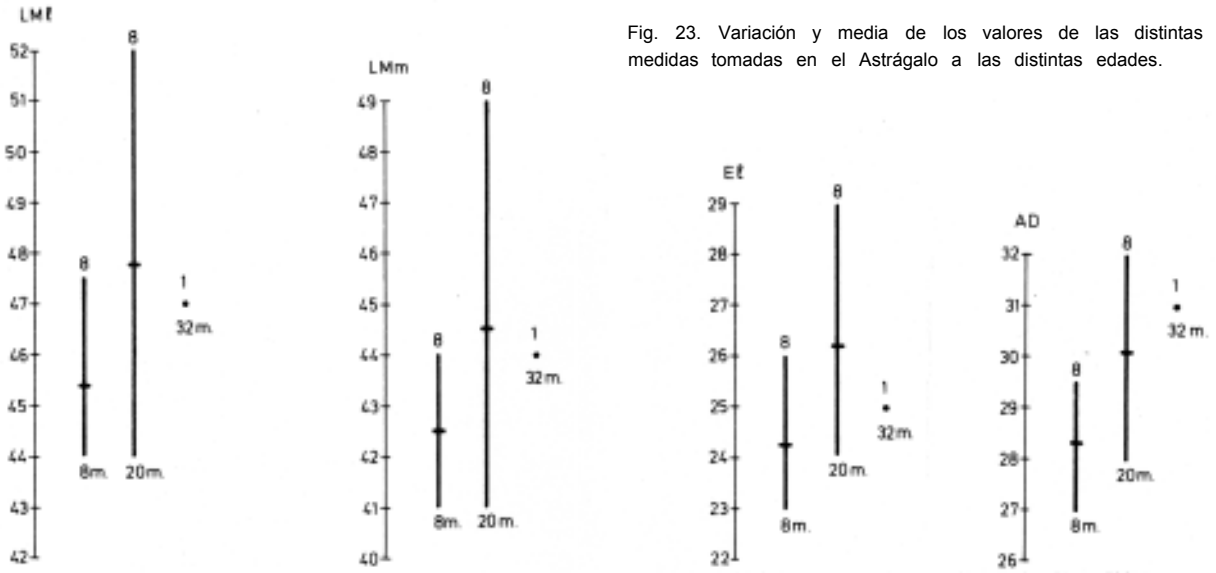 Fig. 23. Variación y media de los valores de las distintas
medidas tomadas en el Astrágalo a las distintas edades.
LMℓ
52
51
50
49
48
47
46
45
44
43
42
8
8m.
8
20m.
1
32m.
LMm
49
48
47
46
45
44
43
42
41
40
8
8m.
8
20m.
1
32m.
Eℓ
29
28
27
26
25
24
23
22
8
8m.
8
20m.
1
32m.
AD
32
31
30
29
28
27
26
8
8m.
8
20m.
1
32m.